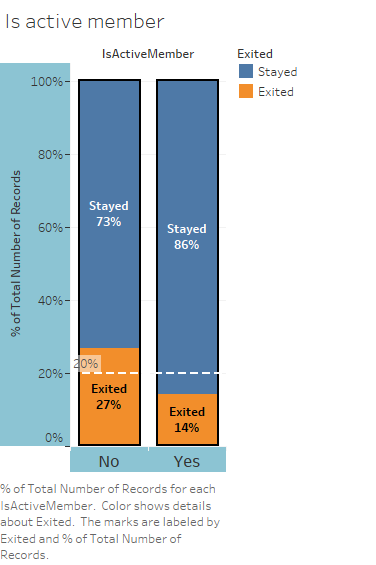 Is active member
IsActiveMember
Exited
Stayed
Exited
% of Total Number of Records
100%
80%
60%
40%
20%
0%
Stayed
73%
Stayed
86%
20%
Exited
27%
Exited
14%
No
Yes
% of Total Number of Records for each
IsActiveMember. Color shows details
about Exited. The marks are labeled by
Exited and % of Total Number of
Records.